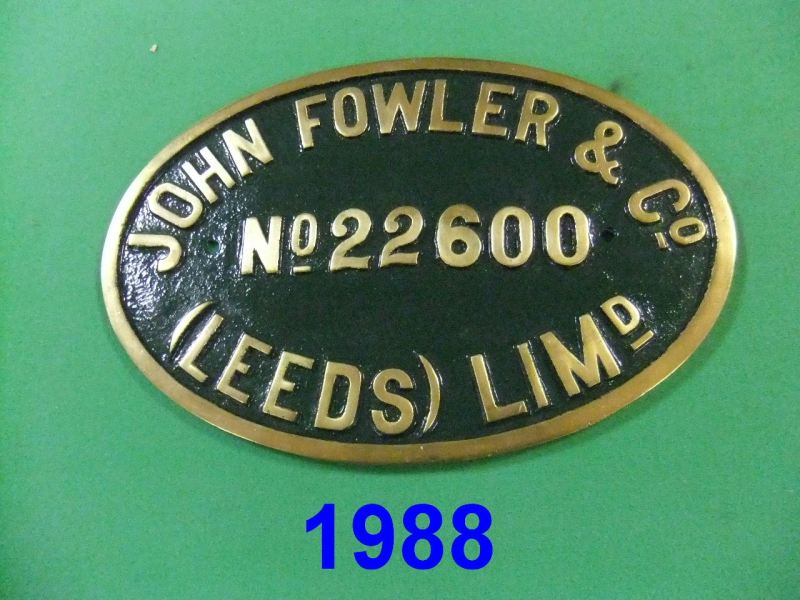 JOHN FOWLER & Cº
Nº 22600
(LEEDS) LIMᴰ
1988